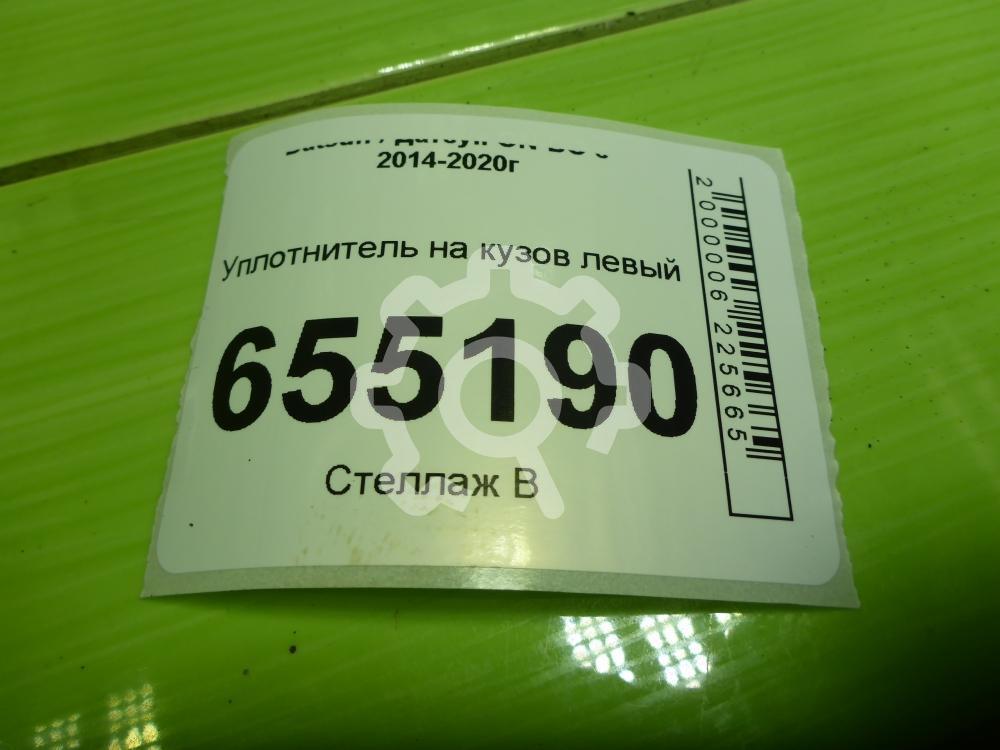 2014-2020г
Уплотнитель на кузов левый
655190
Стеллаж В
2000006225665